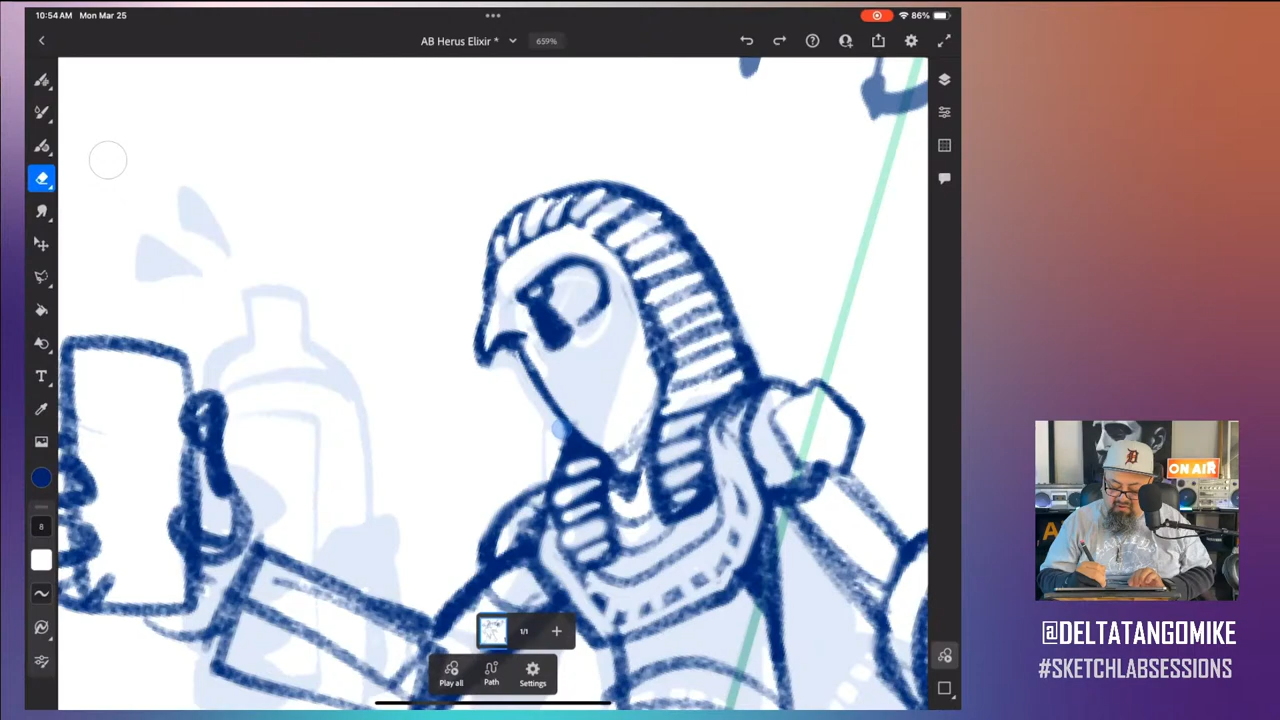 10:54 AM Mon Mar 25
86%
AB Herus Elixir *
659%
T
8
1/1
Play all
Path
Settings
D
ON AIR
@DELTATANGOMIKE
#SKETCHLABSESSIONS